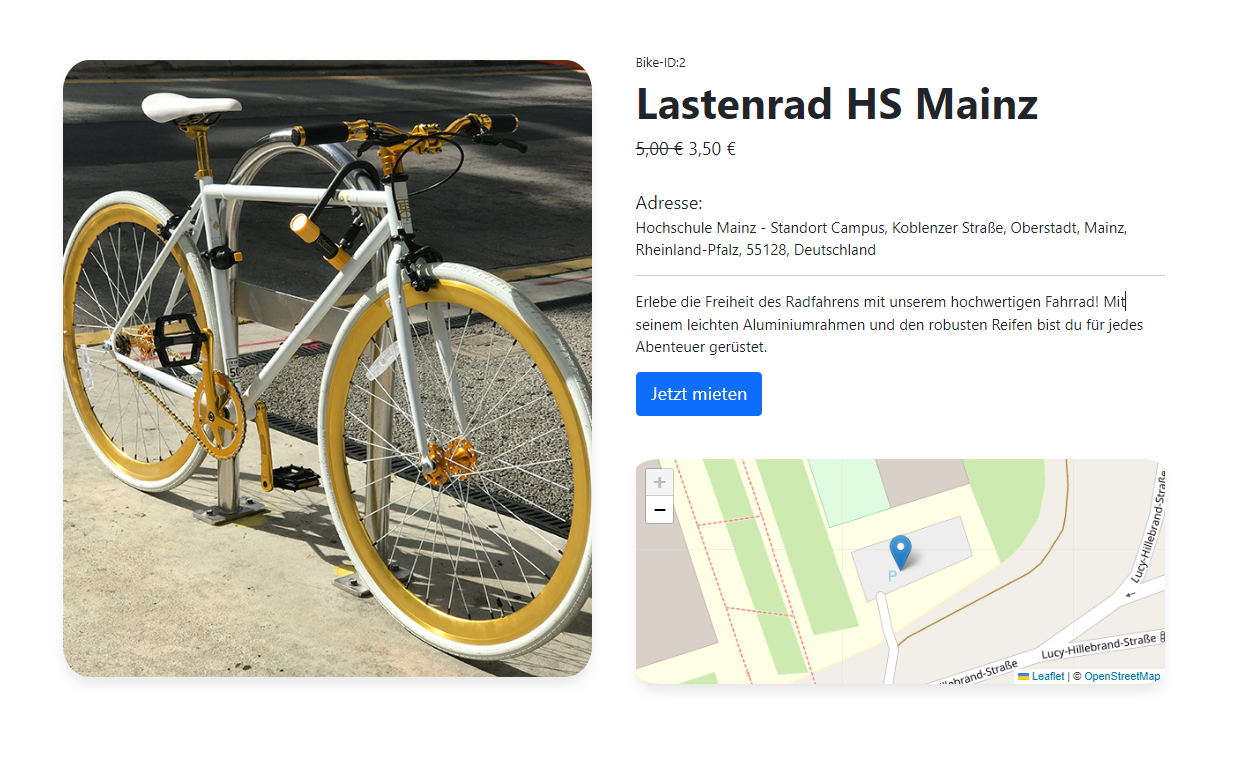 Bike-ID:2
Lastenrad HS Mainz
5,00 € 3,50 €
Adresse:
Hochschule Mainz - Standort Campus, Koblenzer Straße, Oberstadt, Mainz,
Rheinland-Pfalz, 55128, Deutschland
Erlebe die Freiheit des Radfahrens mit unserem hochwertigen Fahrrad! Mit
seinem leichten Aluminiumrahmen und den robusten Reifen bist du für jedes
Abenteuer gerüstet.
Jetzt mieten
+
−
P
Lucy-Hillebrand-Straße
Lucy-Hillebrand-Straße
illebrand-Straße
Leaflet | © OpenStreetMap